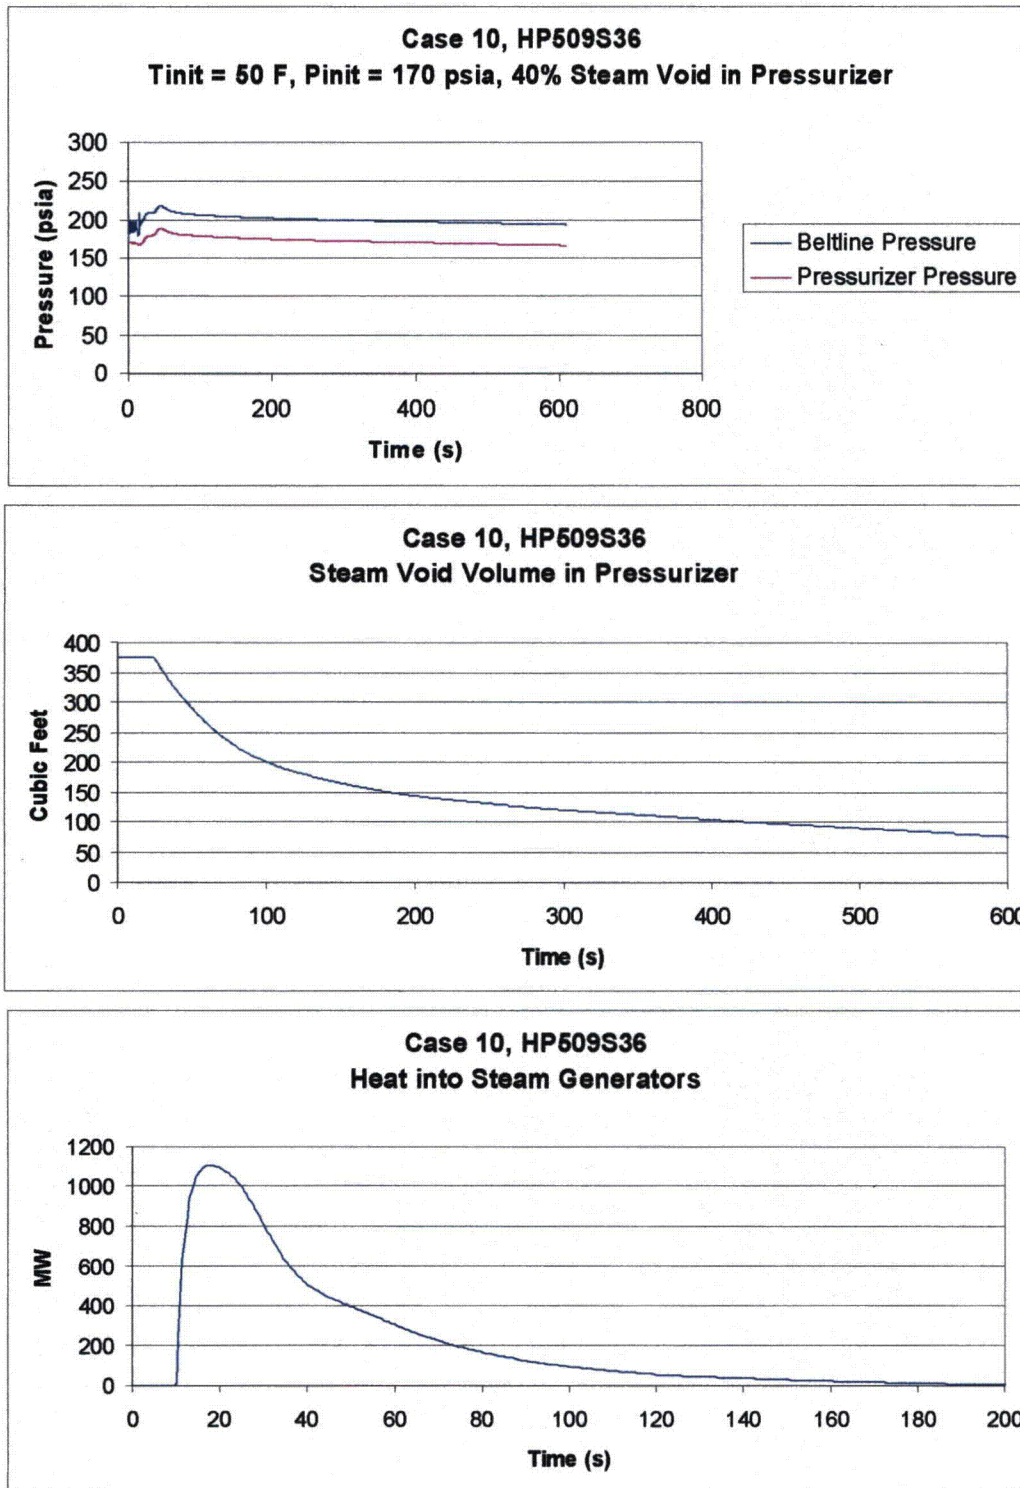 Case 10, HP509S36
Tinit = 50 F, Pinit = 170 psia, 40% Steam Void in Pressurizer
300
250
200
150
100
50
0
Pressure (psia)
0 200 400 600 800
Time (s)
Beltline Pressure
Pressurizer Pressure
Case 10, HP509S36
Steam Void Volume in Pressurizer
400
350
300
250
200
150
100
50
0
Cubic Feet
0 100 200 300 400 500 600
Time (s)
Case 10, HP509S36
Heat into Steam Generators
1200
1000
800
600
400
200
0
MW
0 20 40 60 80 100 120 140 160 180 200
Time (s)